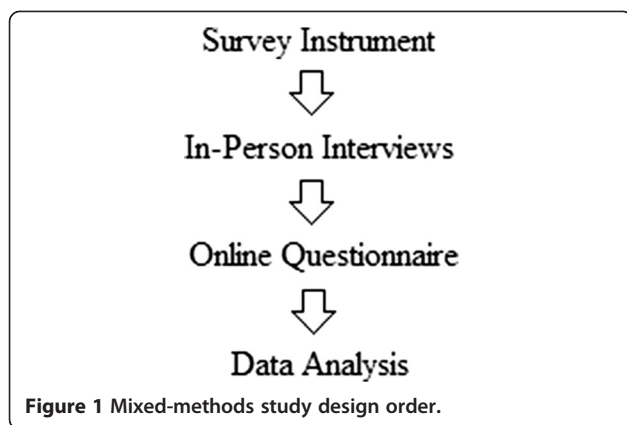 Survey Instrument
In-Person Interviews
Online Questionnaire
Data Analysis
Figure 1 Mixed-methods study design order.